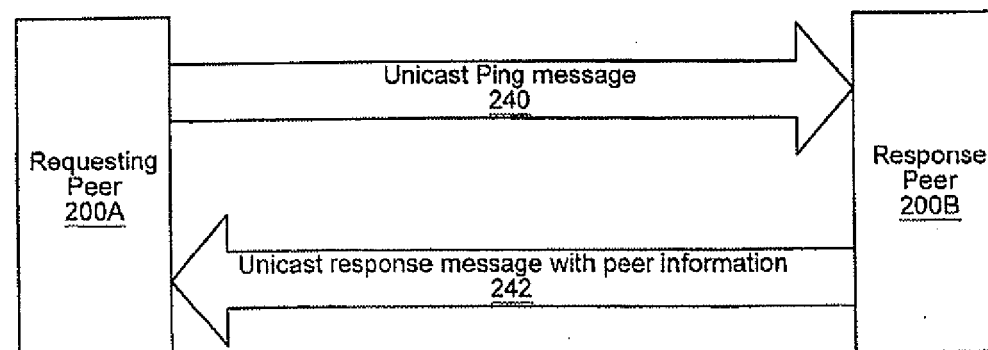 Unicast Ping message
240
Requesting
Peer
200A
Response
Peer
200B
Unicast response message with peer information
242